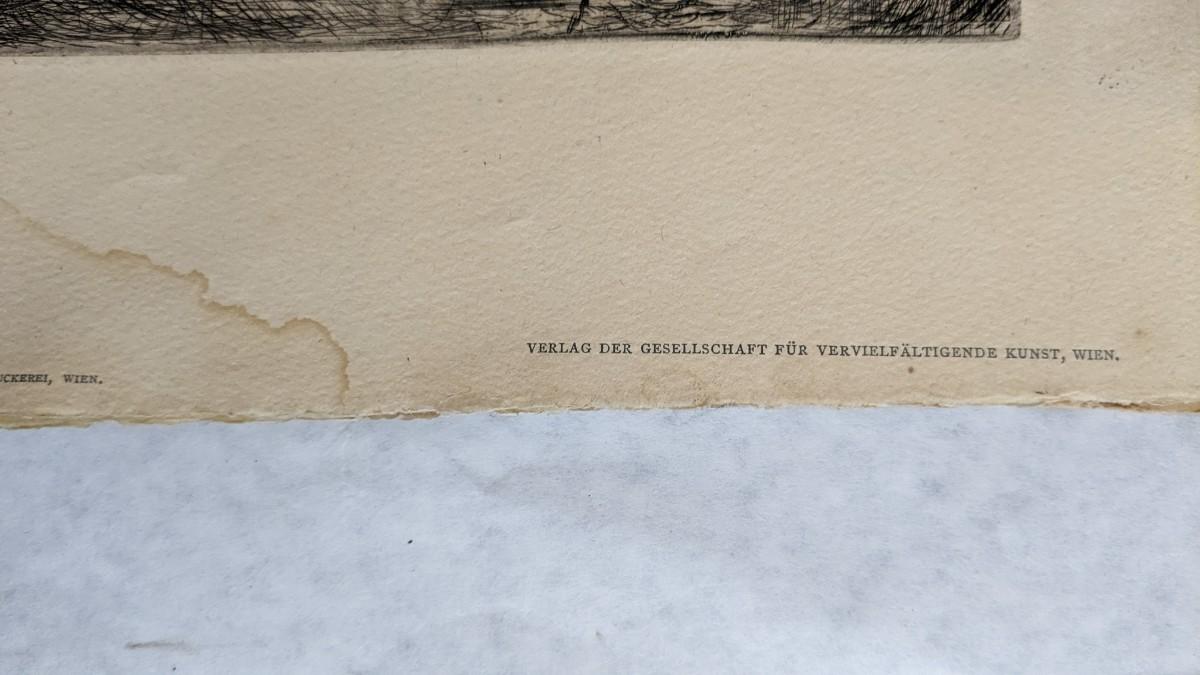 VERLAG DER GESELLSCHAFT FÜR VERVIELFÄLTIGENDE KUNST, WIEN.
UCKEREI, WIEN.